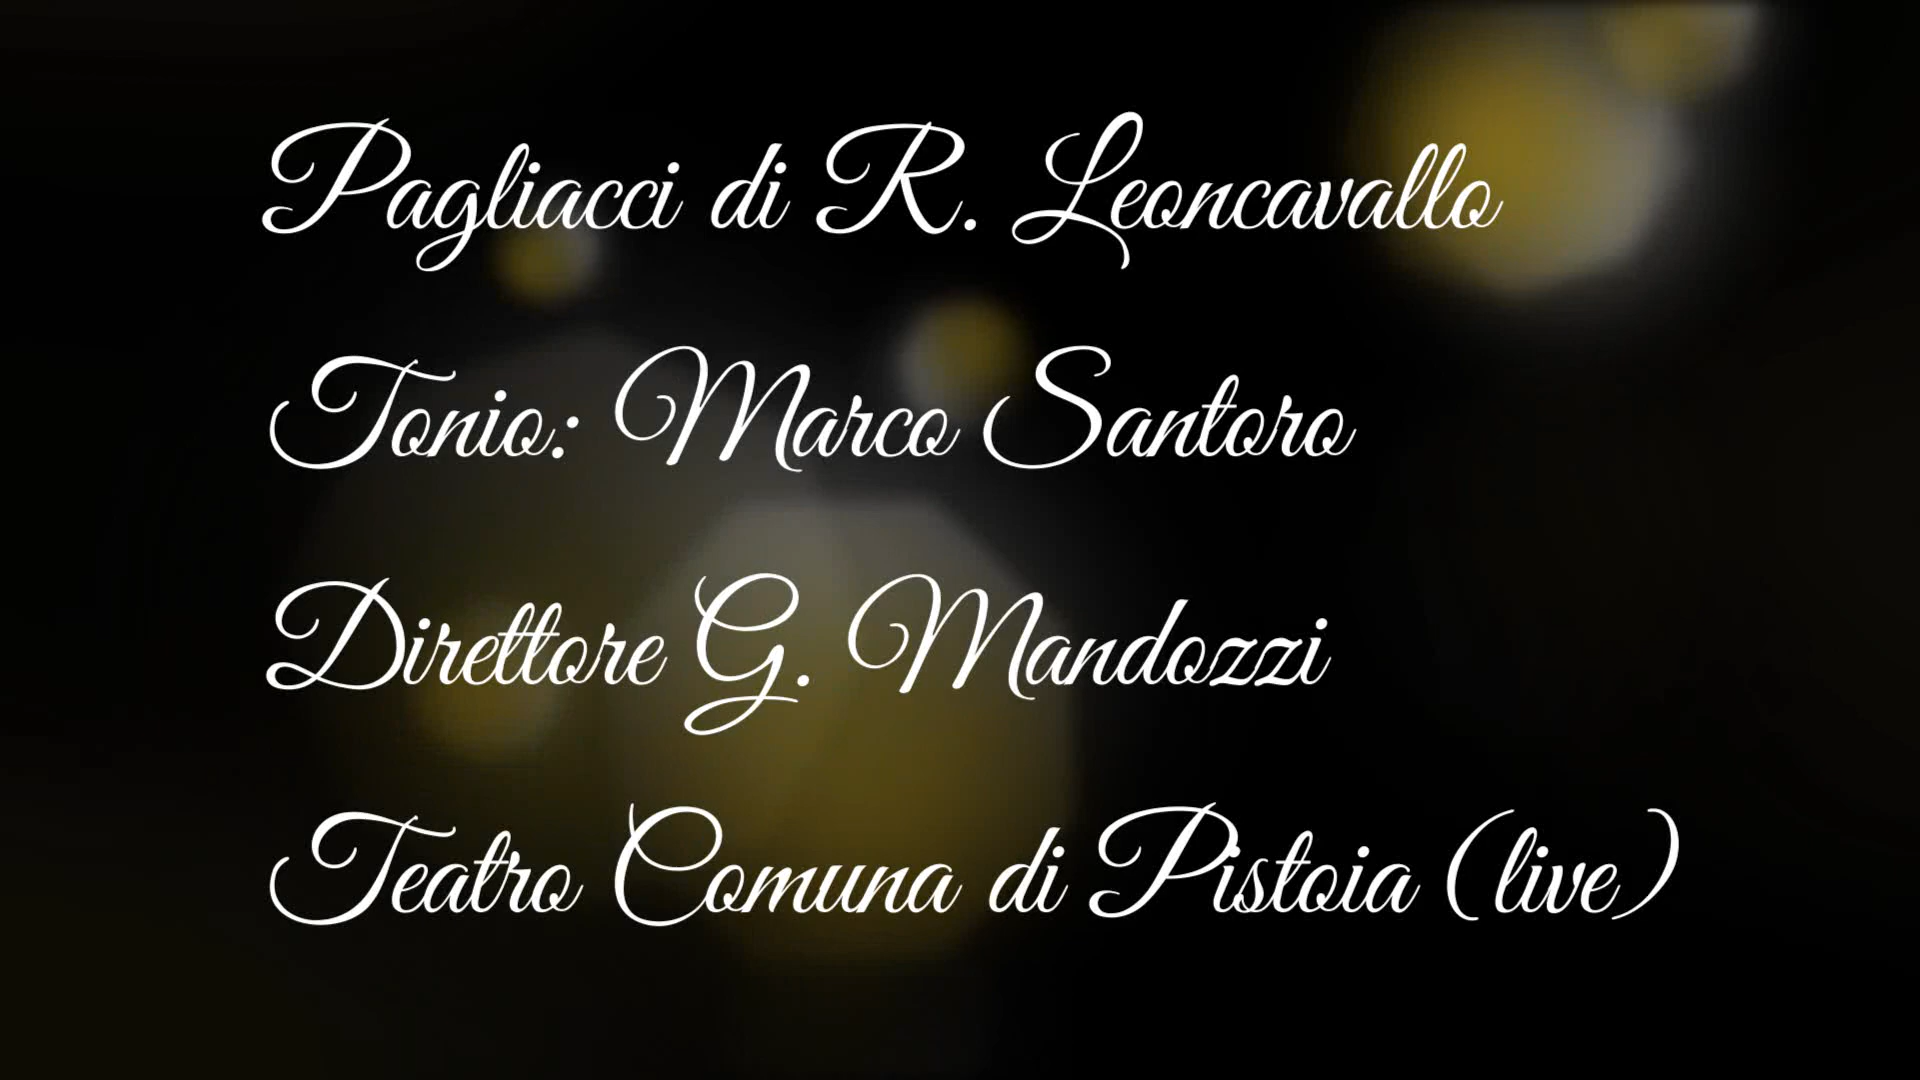 Pagliacci di R. Leoncavallo
Tonio: Marco Santoro
Direttore G. Mandozzi
Teatro Comuna di Pistoia (live)